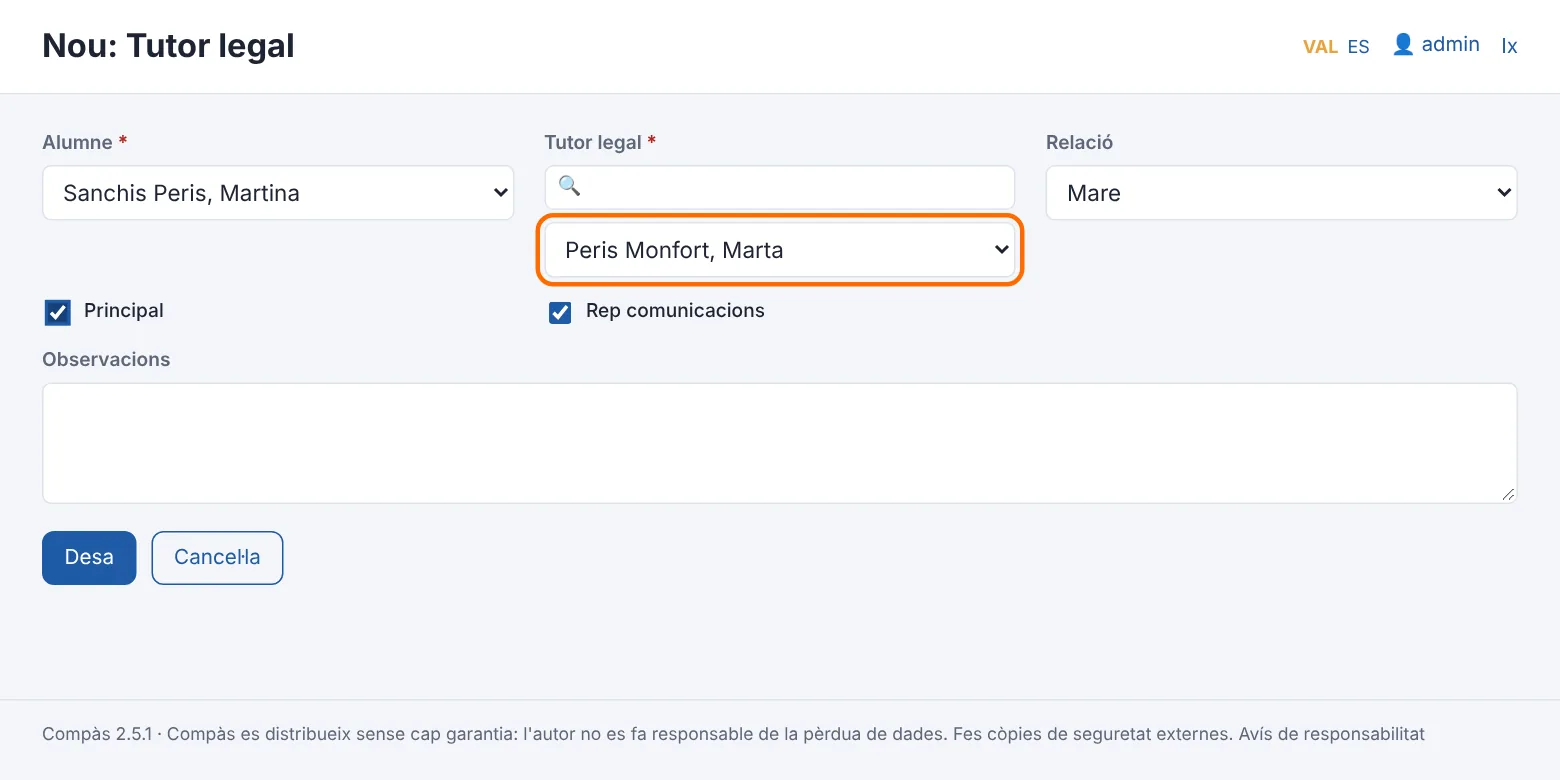 Nou: Tutor legal
VAL ES admin Ix
Alumne *
Tutor legal *
Relació
Sanchis Peris, Martina
Mare
Peris Monfort, Marta
Principal
Rep comunicacions
Observacions
Desa
Cancel·la
Compàs 2.5.1 · Compàs es distribueix sense cap garantia: l'autor no es fa responsable de la pèrdua de dades. Fes còpies de seguretat externes. Avís de responsabilitat